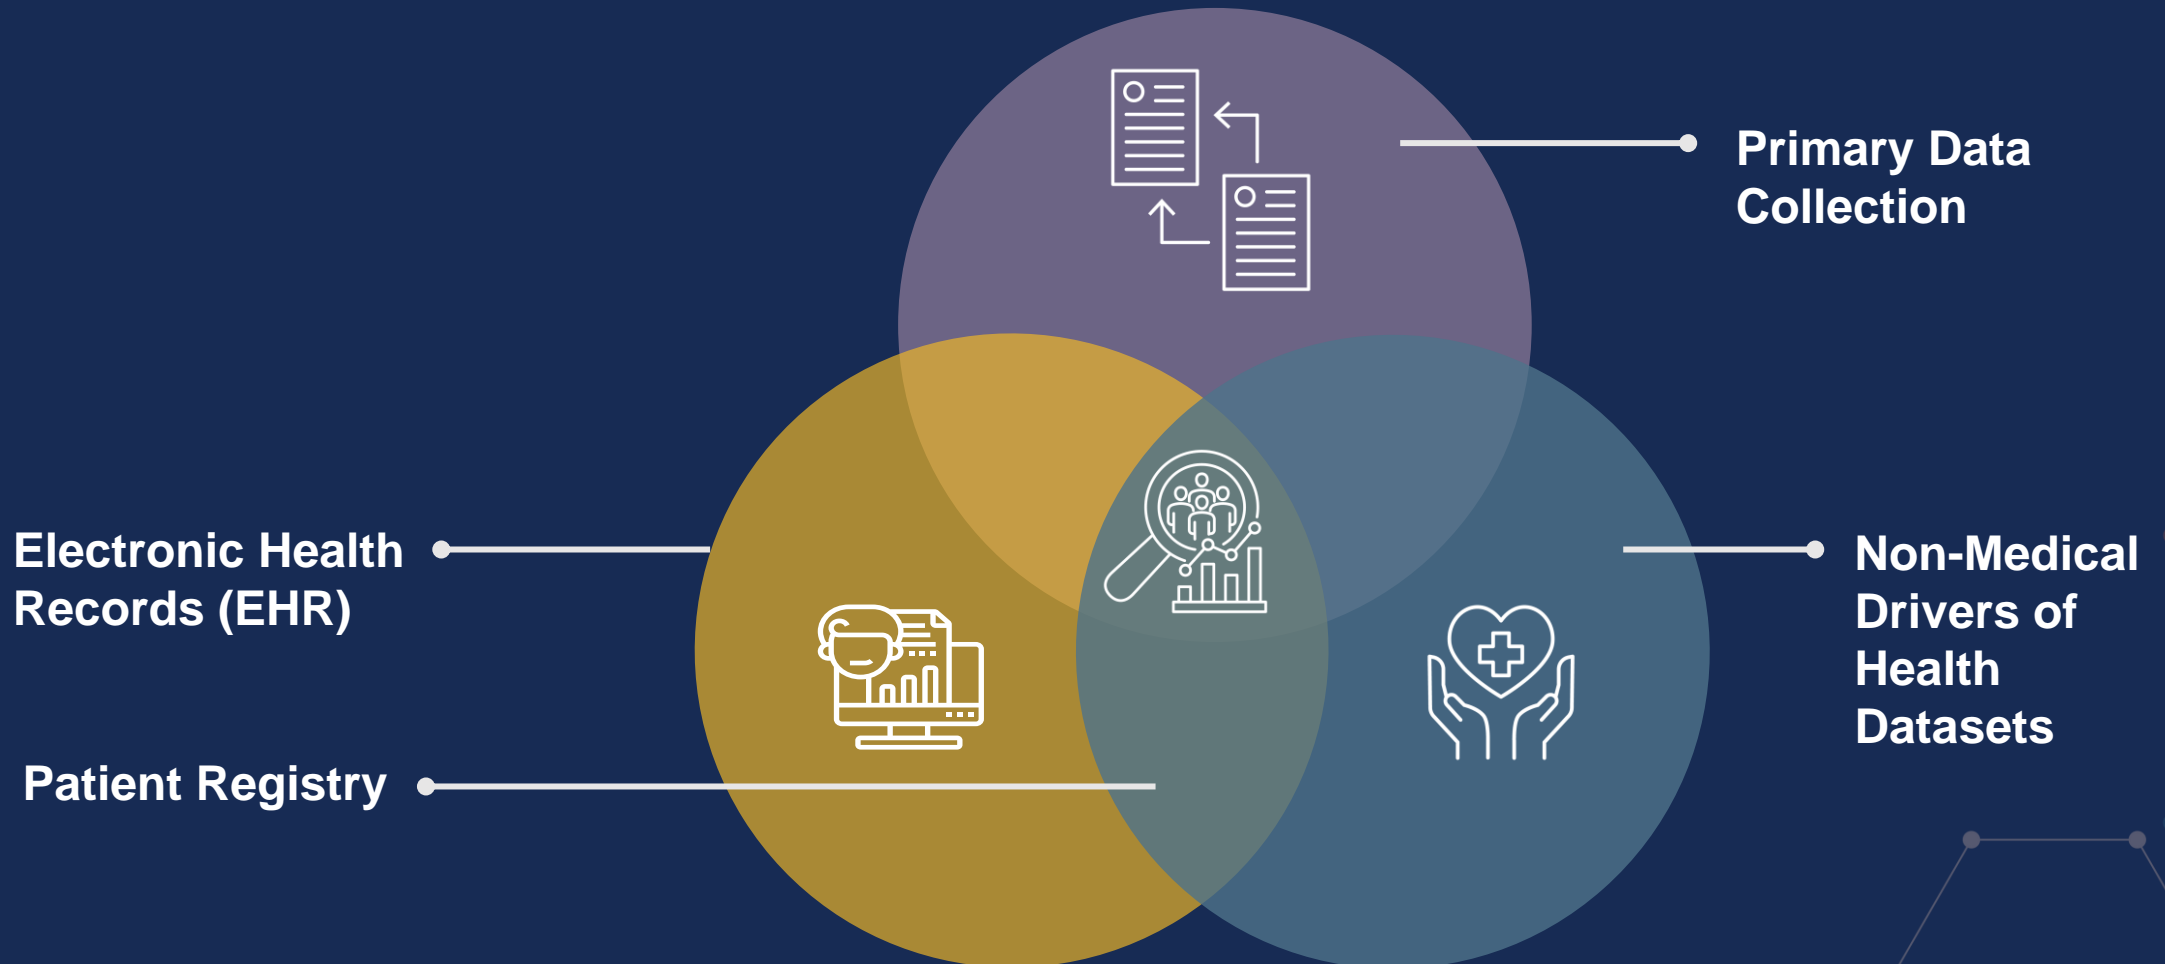 Primary Data
Collection
Electronic Health
Records (EHR)
Non-Medical
Drivers of
Health
Datasets
Patient Registry